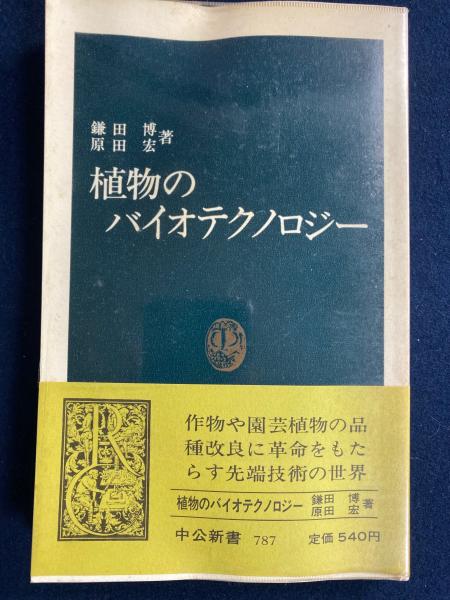 鎌田 博
原田 宏 著
植物の
バイオテクノロジー
作物や園芸植物の品
種改良に革命をもた
らす先端技術の世界
植物のバイオテクノロジー 鎌田 博
原田 宏 著
中公新書 787 定価 540円